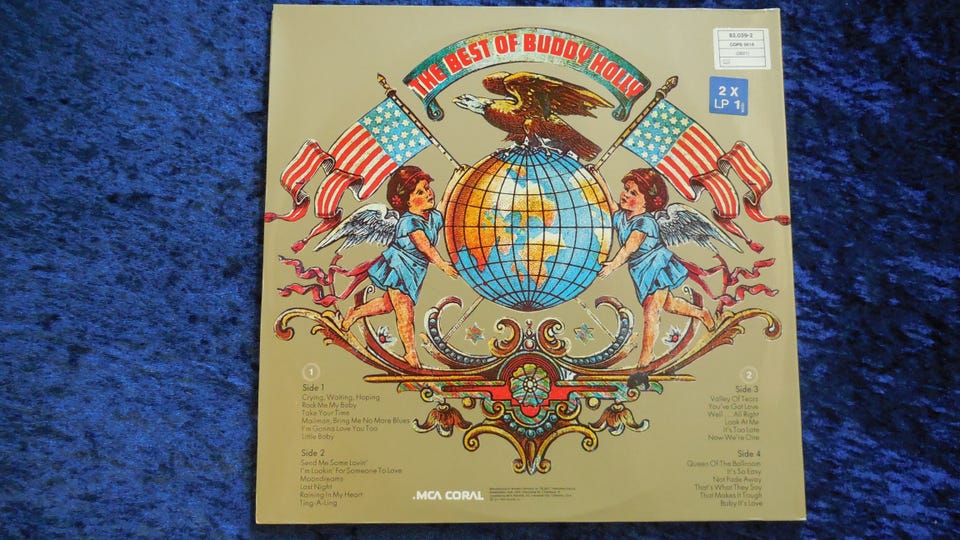 THE BEST OF BUDDY HOLLY
2 X
LP 1
1
Side 1
Crying, Waiting, Hoping
Rock Me My Baby
Take Your Time
Mailman, Bring Me No More Blues
I'm Gonna Love You Too
Little Baby
Side 2
Send Me Some Lovin'
I'm Lookin' For Someone To Love
Moondreams
Last Night
Raining In My Heart
Ting-A-Ling
2
Side 3
Valley Of Tears
You've Got Love
Well . . . All Right
Look At Me
It's Too Late
Now We're One
Side 4
Queen Of The Ballroom
It's So Easy
Not Fade Away
That's What They Say
That Makes It Tough
Baby It's Love
.MCA CORAL